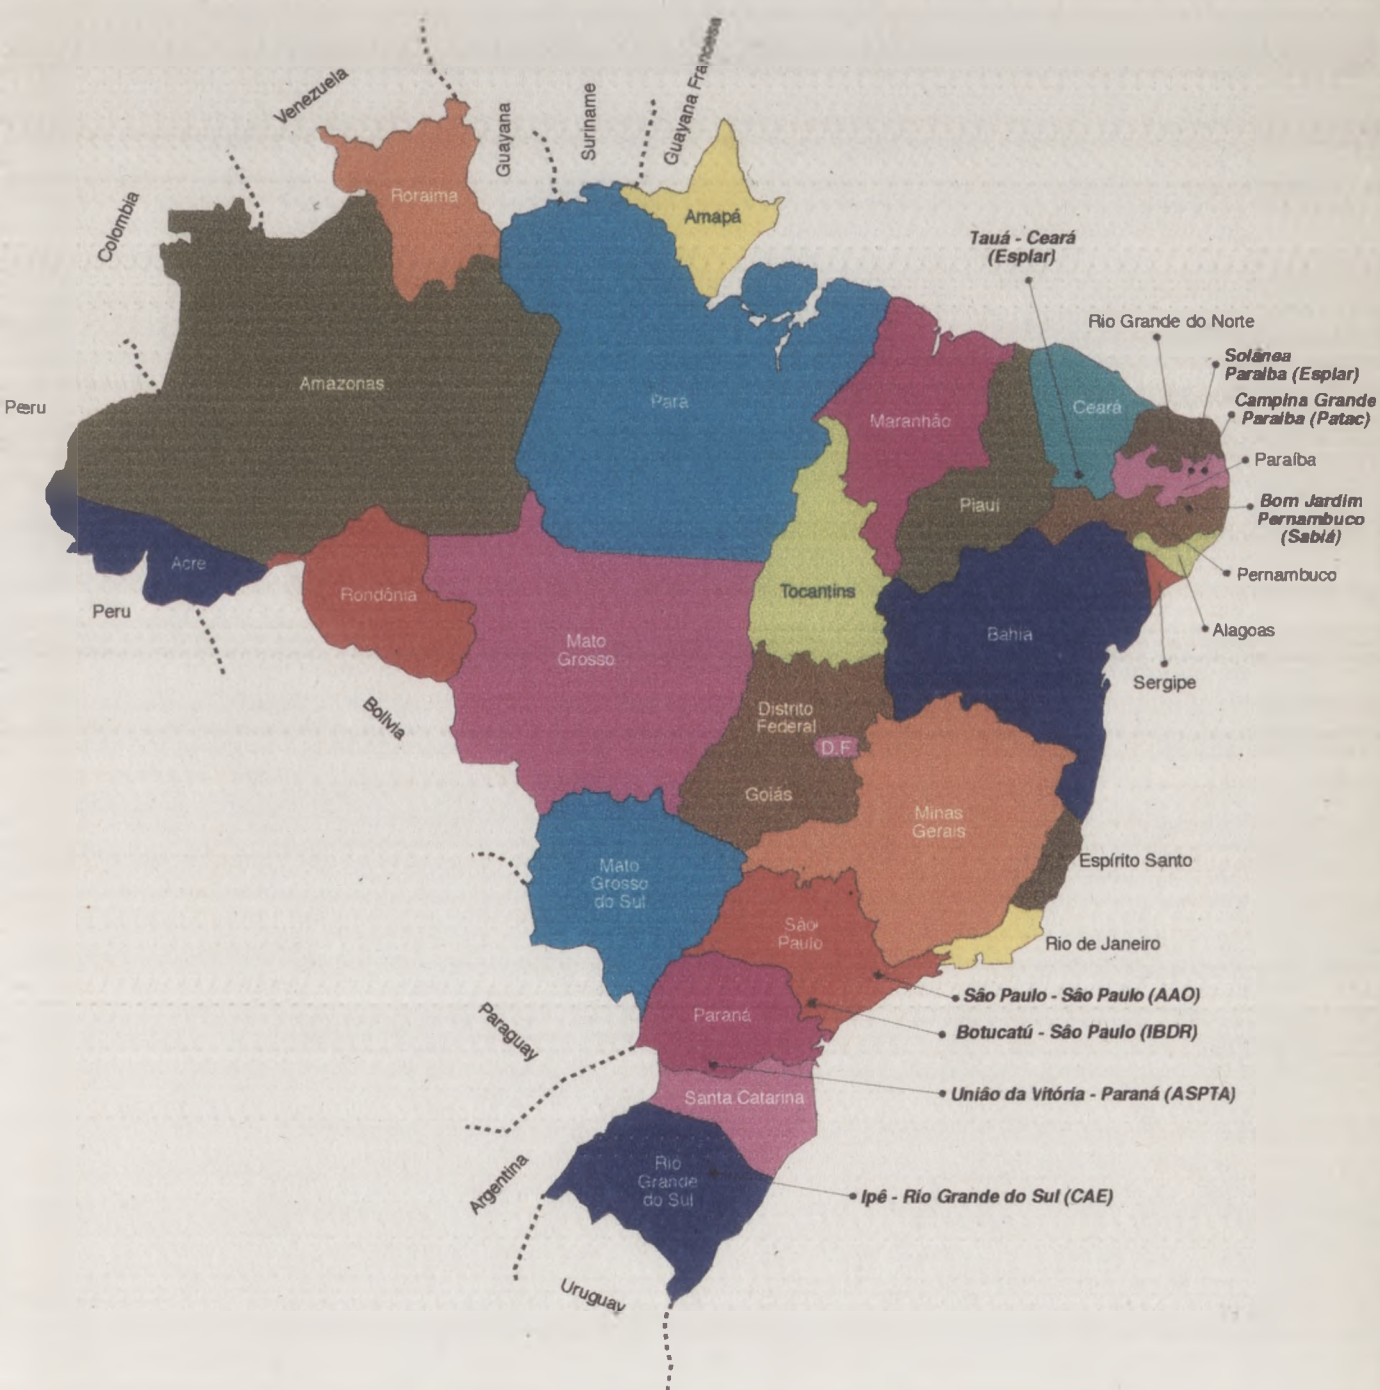 Venezuela
Guayana
Suriname
Guayana Francesa
Colombia
Roraima
Amapá
Tauá - Ceará
(Esplar)
Rio Grande do Norte
Solánea
Paraiba (Esplar)
Campina Grande
Paraiba (Patac)
Peru
Amazonas
Pará
Maranhão
Ceará
Paraíba
Piauí
Bom Jardim
Pernambuco
(Sabiá)
Acre
Peru
Rondônia
Tocantins
Pernambuco
Mato
Grosso
Bahia
Alagoas
Sergipe
Bolivia
Distrito
Federal
D.F.
Goiás
Minas
Gerais
Mato
Grosso
do Sul
Espírito Santo
São
Paulo
Rio de Janeiro
São Paulo - São Paulo (AAO)
Paraguay
Paraná
Botucatú - São Paulo (IBDR)
União da Vitória - Paraná (ASPTA)
Santa Catarina
Argentina
Rio
Grande
do Sul
Ipê - Rio Grande do Sul (CAE)
Uruguay